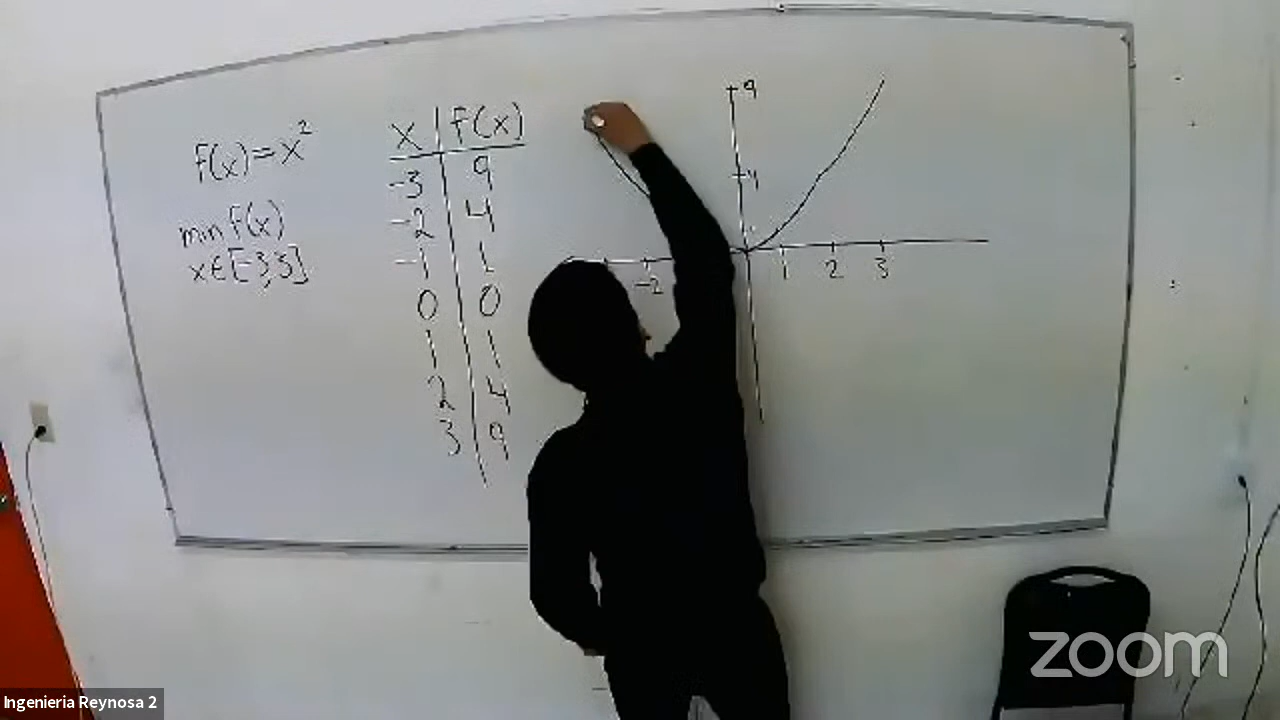 f(x)=x²
min f(x)
x∈[-3,3]
x | f(x)
-3 | 9
-2 | 4
-1 | 1
0 | 0
1 | 1
2 | 4
3 | 9
9
4
-2 1 2 3
zoom
Ingenieria Reynosa 2